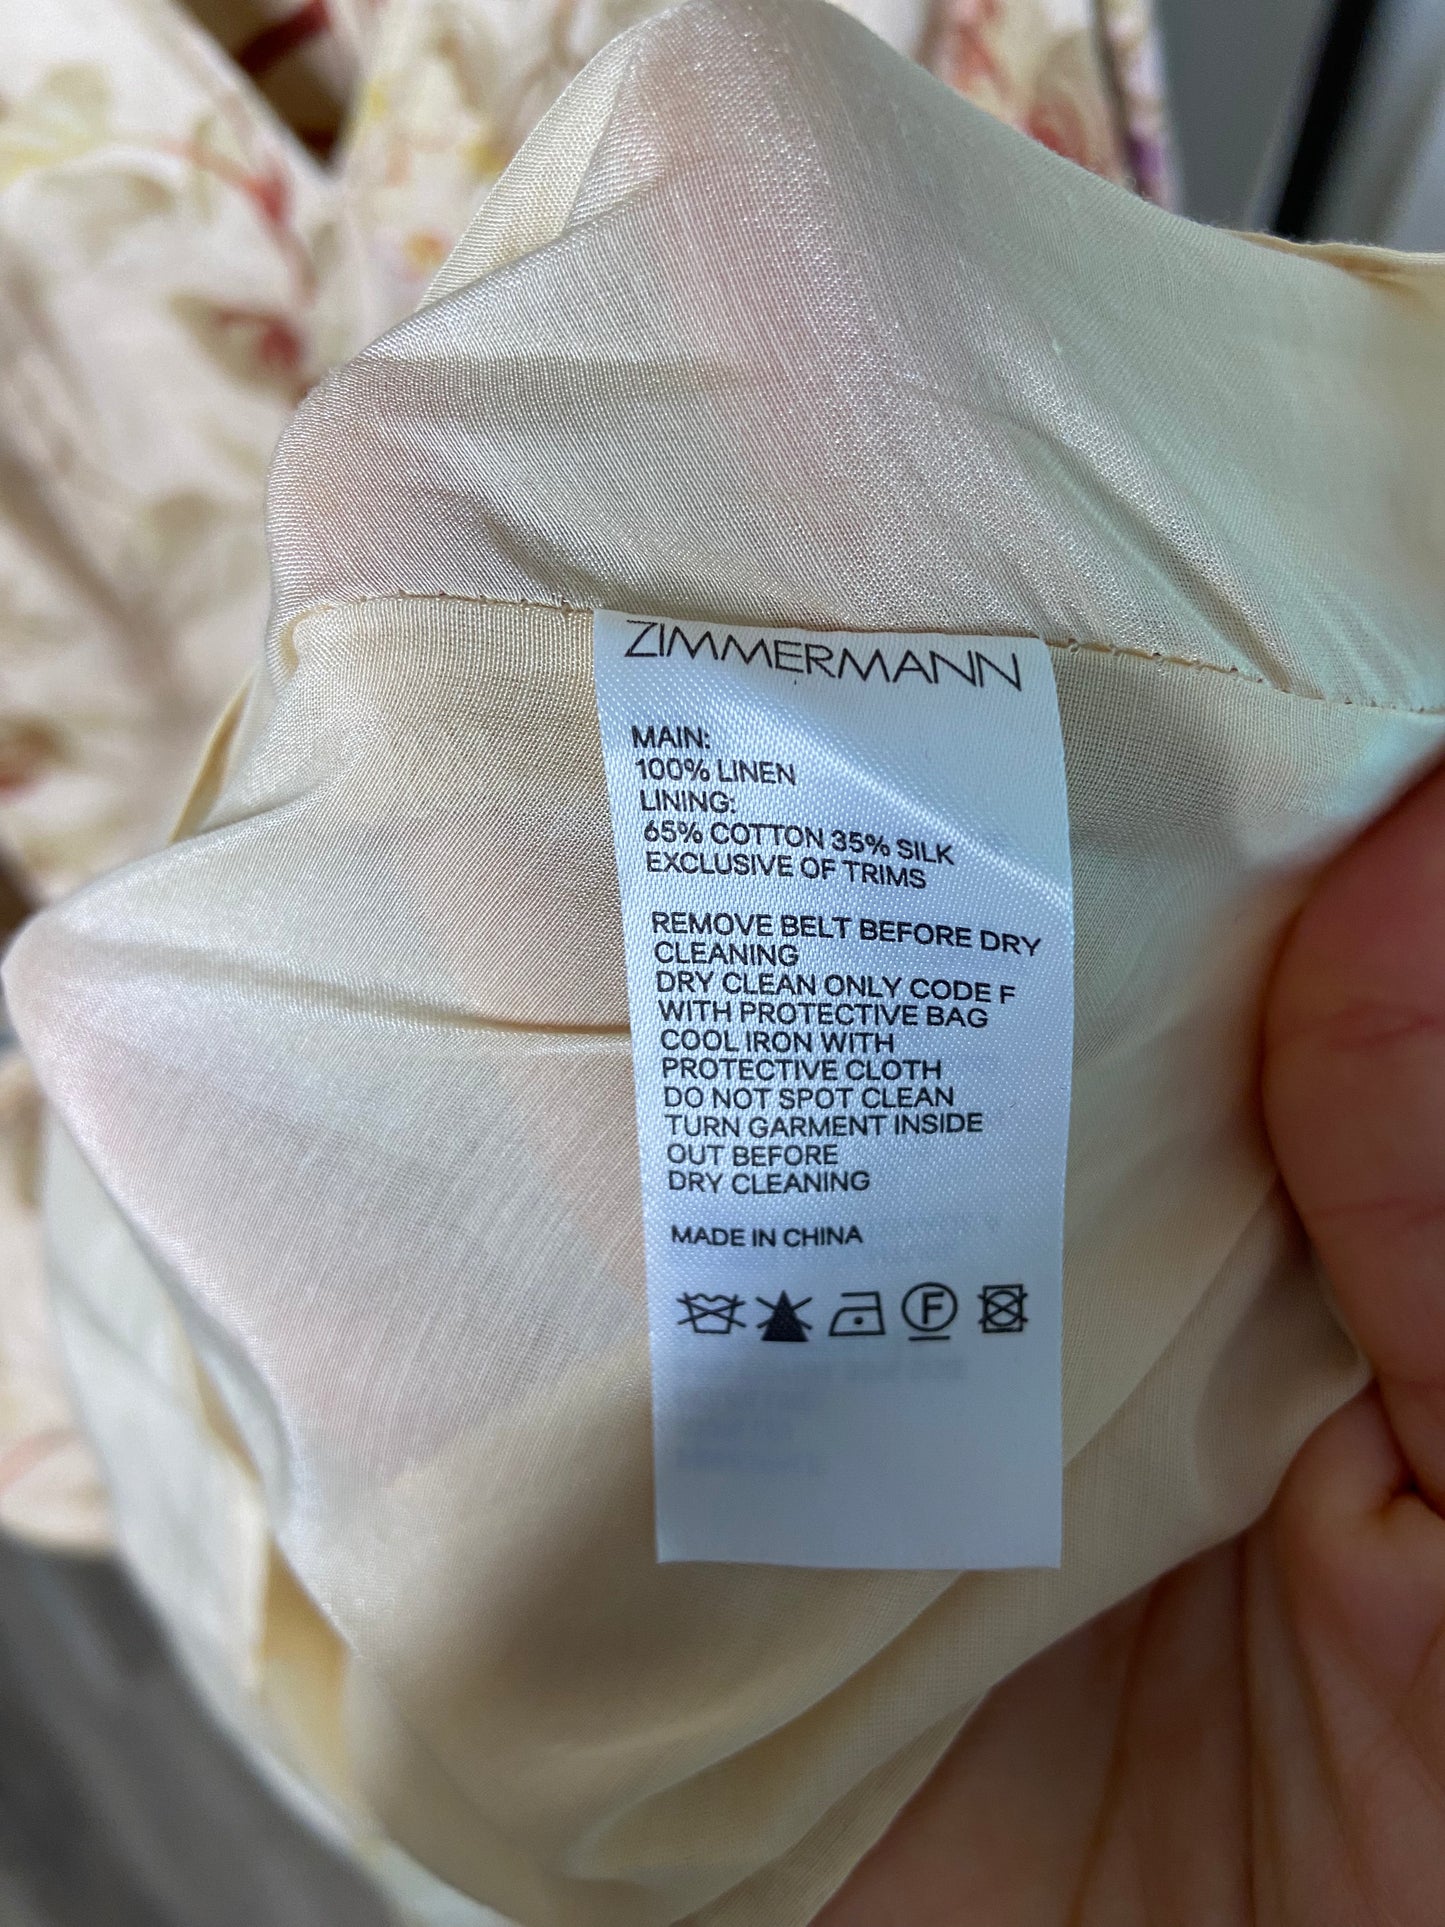 ZIMMERMANN
MAIN:
100% LINEN
LINING:
65% COTTON 35% SILK
EXCLUSIVE OF TRIMS
REMOVE BELT BEFORE DRY
CLEANING
DRY CLEAN ONLY CODE F
WITH PROTECTIVE BAG
COOL IRON WITH
PROTECTIVE CLOTH
DO NOT SPOT CLEAN
TURN GARMENT INSIDE
OUT BEFORE
DRY CLEANING
MADE IN CHINA
F